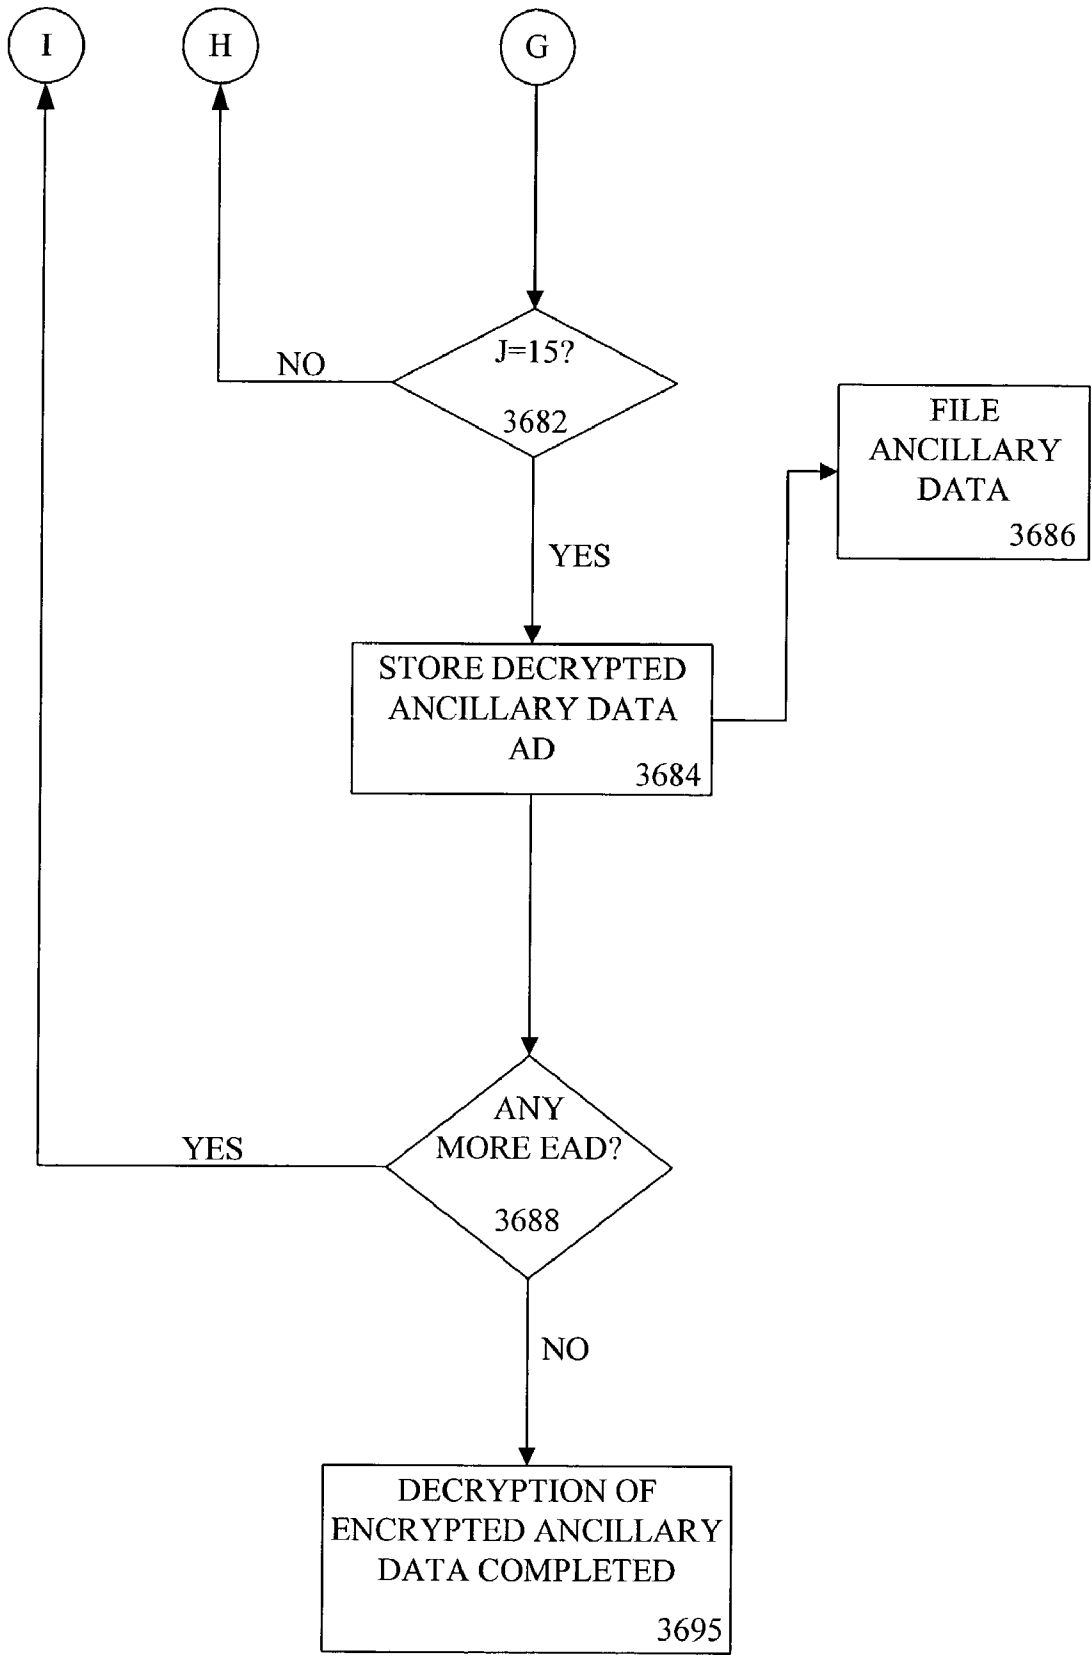 I
H
G
J=15?
3682
NO
YES
FILE
ANCILLARY
DATA
3686
STORE DECRYPTED
ANCILLARY DATA
AD
3684
ANY
MORE EAD?
3688
YES
NO
DECRYPTION OF
ENCRYPTED ANCILLARY
DATA COMPLETED
3695